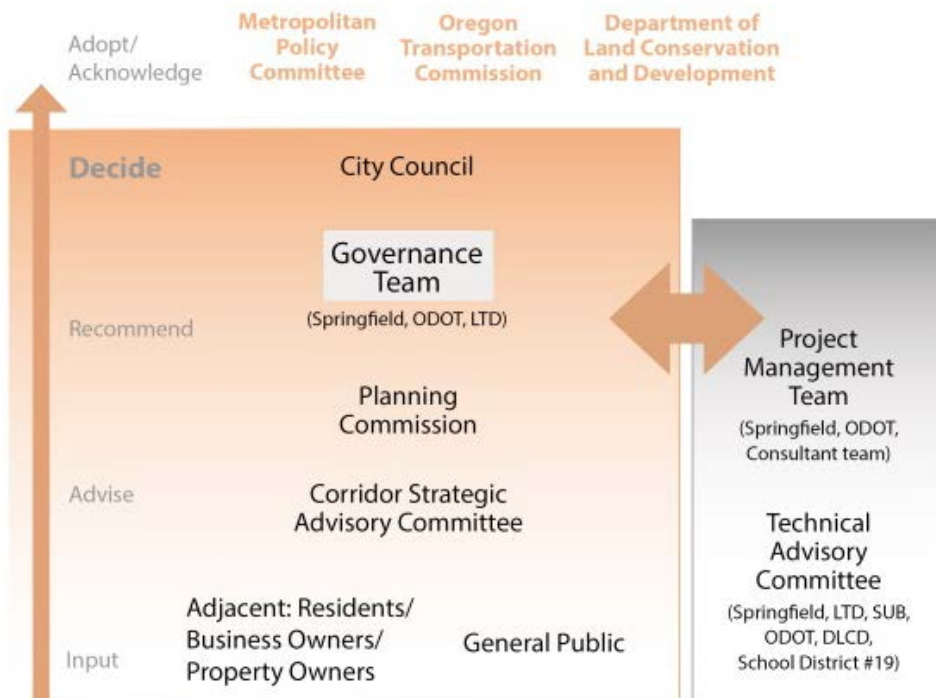 Adopt/
Acknowledge
Metropolitan
Policy
Committee
Oregon
Transportation
Commission
Department of
Land Conservation
and Development
Decide
City Council
Governance
Team
(Springfield, ODOT, LTD)
Recommend
Planning
Commission
Advise
Corridor Strategic
Advisory Committee
Input
Adjacent: Residents/
Business Owners/
Property Owners
General Public
Project
Management
Team
(Springfield, ODOT,
Consultant team)
Technical
Advisory
Committee
(Springfield, LTD, SUB,
ODOT, DLCD,
School District #19)